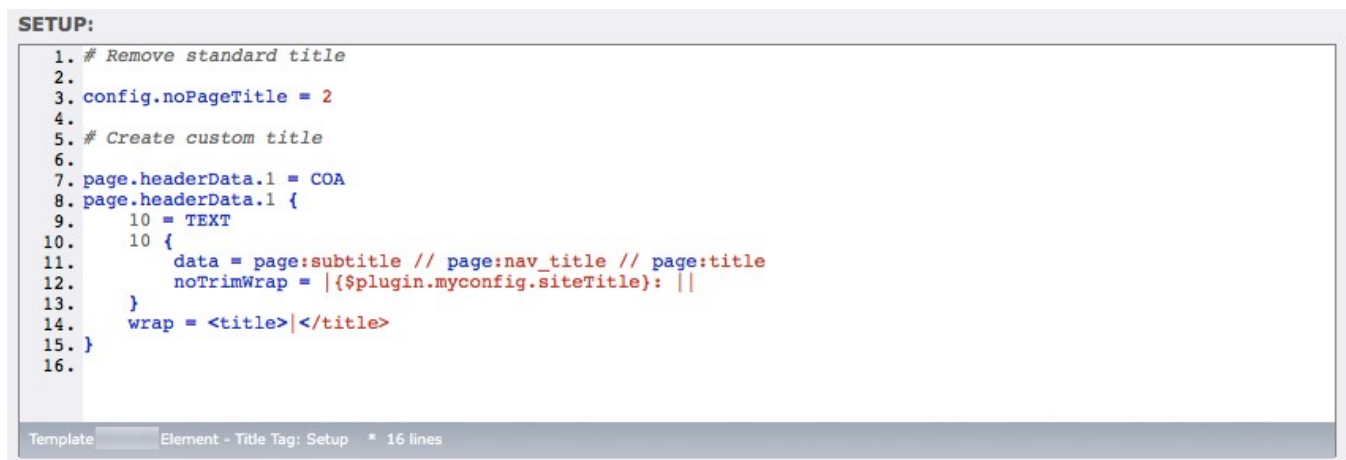 SETUP:
1. # Remove standard title
2.
3. config.noPageTitle = 2
4.
5. # Create custom title
6.
7. page.headerData.1 = COA
8. page.headerData.1 {
9.     10 = TEXT
10.     10 {
11.         data = page:subtitle // page:nav_title // page:title
12.         noTrimWrap = |{$plugin.myconfig.siteTitle}: ||
13.     }
14.     wrap = <title>|</title>
15. }
16.
Template Element - Title Tag: Setup * 16 lines